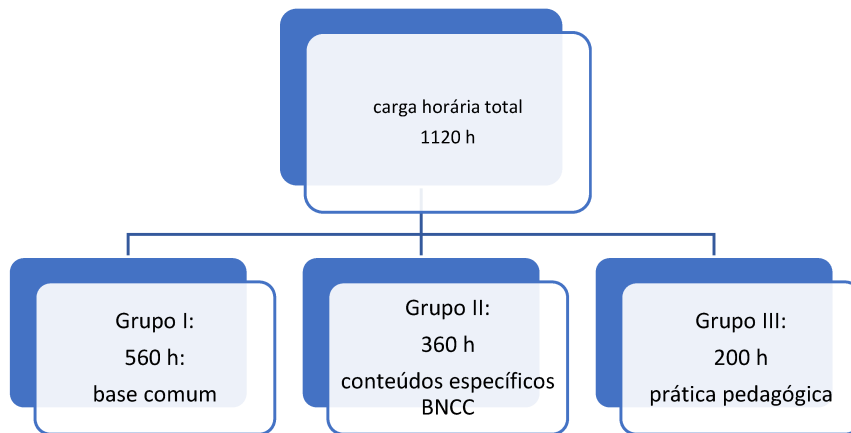 carga horária total
1120 h
Grupo I:
560 h:
base comum
Grupo II:
360 h
conteúdos específicos
BNCC
Grupo III:
200 h
prática pedagógica